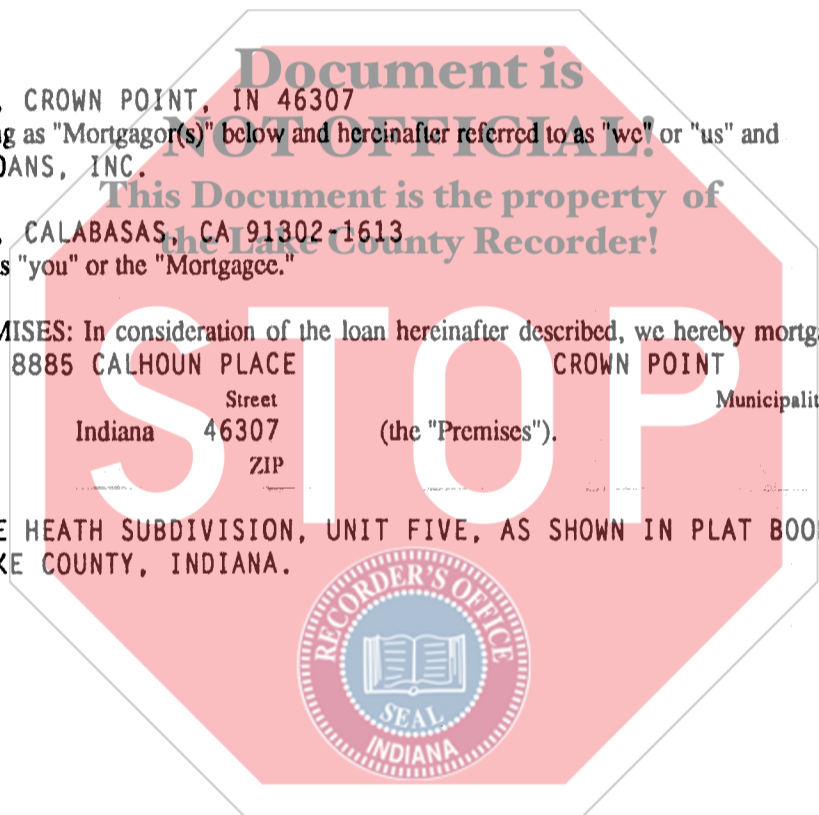 Document is
, CROWN POINT, IN 46307
NOT OFFICIAL!
g as "Mortgagor(s)" below and hereinafter referred to as "we" or "us" and
OANS, INC.
This Document is the property of
, CALABASAS, CA 91302-1613
the Lake County Recorder!
s "you" or the "Mortgagee."
MISES: In consideration of the loan hereinafter described, we hereby mortg
8885 CALHOUN PLACE CROWN POINT
Street Municipalit
Indiana 46307 (the "Premises").
ZIP
STOP
E HEATH SUBDIVISION, UNIT FIVE, AS SHOWN IN PLAT BOO
KE COUNTY, INDIANA.
RECORDER'S OFFICE
SEAL
INDIANA